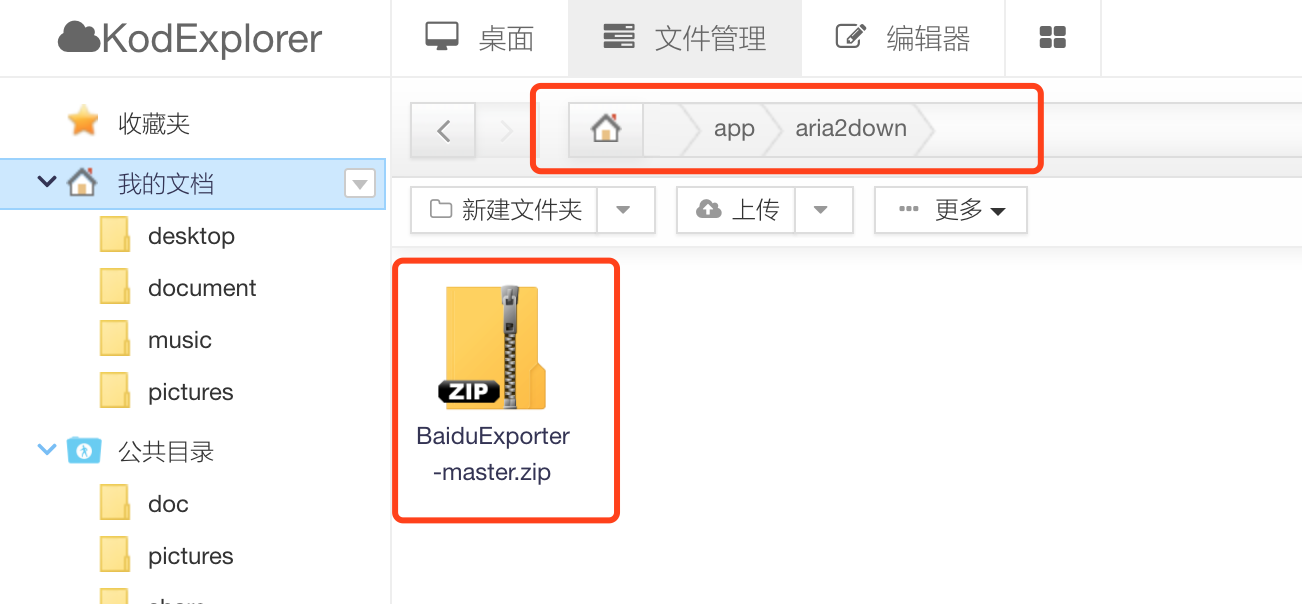 KodExplorer
桌面
文件管理
编辑器
收藏夹
app
aria2down
我的文档
新建文件夹
上传
更多
desktop
document
music
pictures
ZIP
BaiduExporter
-master.zip
公共目录
doc
pictures